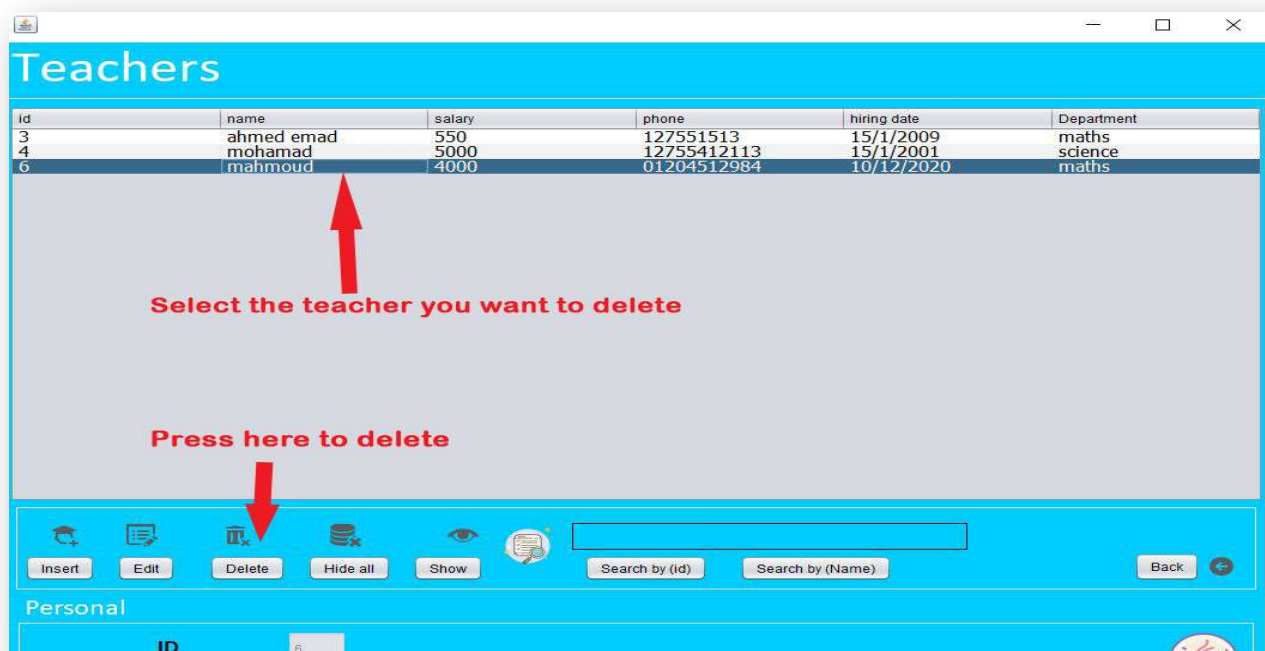 Teachers
id name salary phone hiring date Department
3 ahmed emad 550 127551513 15/1/2009 maths
4 mohamad 5000 12755412113 15/1/2001 science
6 mahmoud 4000 01204512984 10/12/2020 maths
Select the teacher you want to delete
Press here to delete
Insert Edit Delete Hide all Show Search by (id) Search by (Name) Back
Personal
ID 6